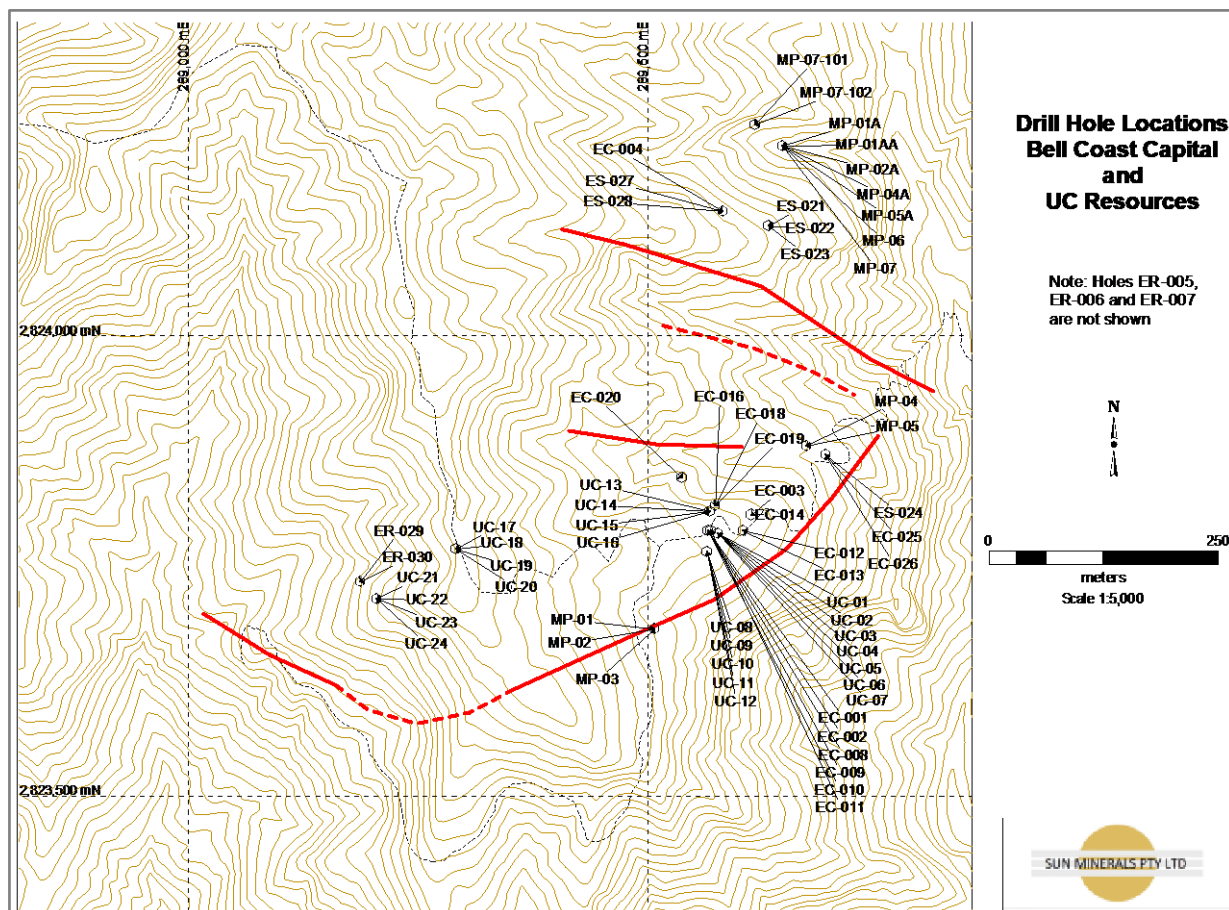 289,000 mE
289,500 mE
MP-07-101
MP-07-102
MP-01A
MP-01AA
MP-02A
MP-04A
MP-05A
MP-06
MP-07
EC-004
ES-027
ES-028
ES-021
ES-022
ES-023
2,824,000 mN
EC-020
EC-016
EC-018
EC-019
MP-04
MP-05
UC-13
UC-14
UC-15
UC-16
EC-003
EC-014
ES-024
EC-025
EC-026
EC-012
EC-013
ER-029
ER-030
UC-17
UC-18
UC-19
UC-20
UC-21
UC-22
UC-23
UC-24
MP-01
MP-02
MP-03
UC-08
UC-09
UC-10
UC-11
UC-12
UC-01
UC-02
UC-03
UC-04
UC-05
UC-06
UC-07
EC-001
EC-002
EC-008
EC-009
EC-010
EC-011
2,823,500 mN
Drill Hole Locations
Bell Coast Capital
and
UC Resources
Note: Holes ER-005,
ER-006 and ER-007
are not shown
N
0 250
meters
Scale 1:5,000
SUN MINERALS PTY LTD